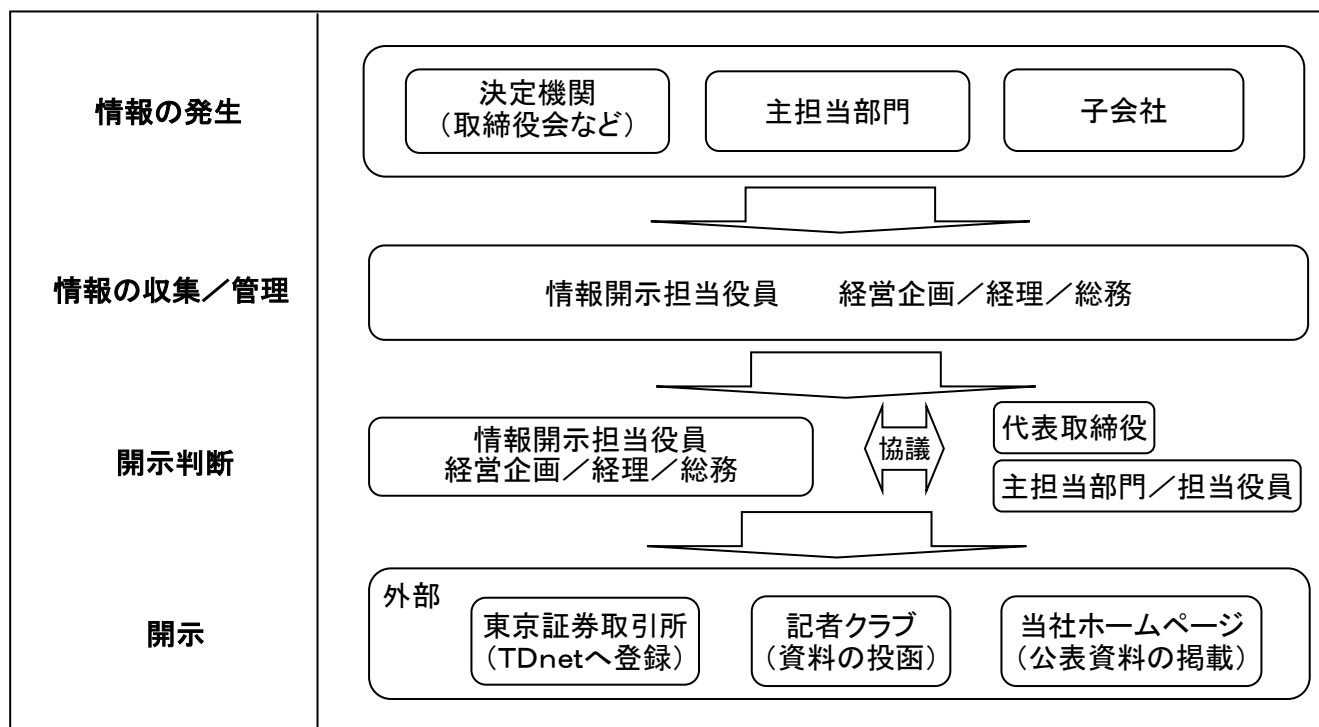 情報の発生
決定機関
（取締役会など）
主担当部門
子会社
情報の収集／管理
情報開示担当役員　　経営企画／経理／総務
開示判断
情報開示担当役員
経営企画／経理／総務
協議
代表取締役
主担当部門／担当役員
開示
外部
東京証券取引所
（TDnetへ登録）
記者クラブ
（資料の投函）
当社ホームページ
（公表資料の掲載）